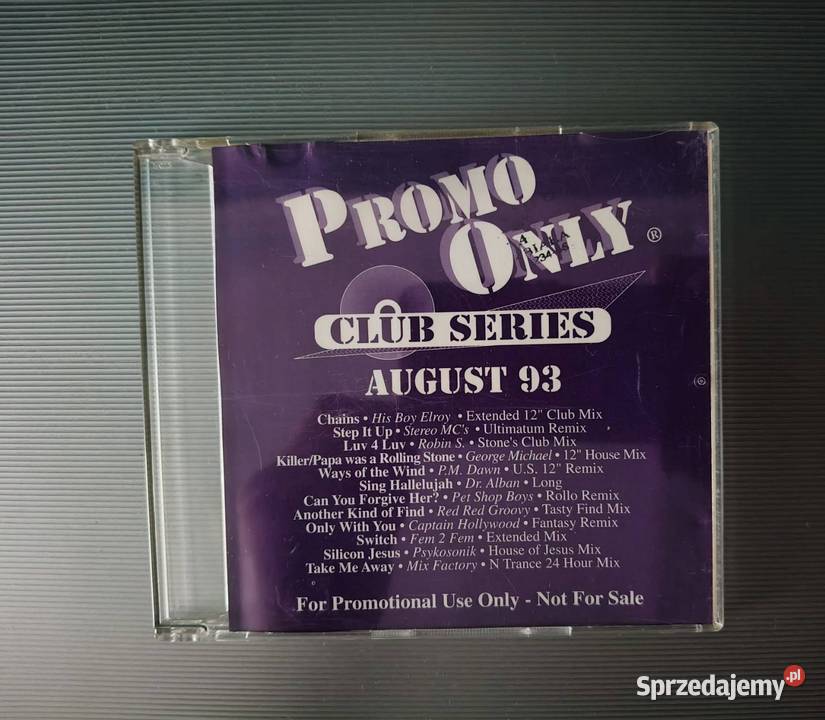 PROMO
ONLY®
CLUB SERIES
AUGUST 93
Chains • His Boy Elroy • Extended 12" Club Mix
Step It Up • Stereo MC's • Ultimatum Remix
Luv 4 Luv • Robin S. • Stone's Club Mix
Killer/Papa was a Rolling Stone • George Michael • 12" House Mix
Ways of the Wind • P.M. Dawn • U.S. 12" Remix
Sing Hallelujah • Dr. Alban • Long
Can You Forgive Her? • Pet Shop Boys • Rollo Remix
Another Kind of Find • Red Red Groovy • Tasty Find Mix
Only With You • Captain Hollywood • Fantasy Remix
Switch • Fem 2 Fem • Extended Mix
Silicon Jesus • Psykosonik • House of Jesus Mix
Take Me Away • Mix Factory • N Trance 24 Hour Mix
For Promotional Use Only - Not For Sale
Sprzedajemy.pl